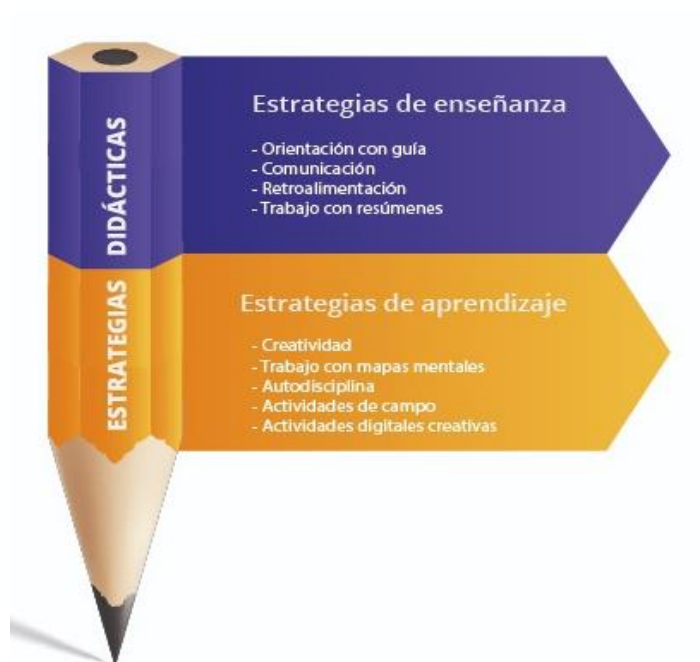 ESTRATEGIAS DIDÁCTICAS
Estrategias de enseñanza
- Orientación con guía
- Comunicación
- Retroalimentación
- Trabajo con resúmenes
Estrategias de aprendizaje
- Creatividad
- Trabajo con mapas mentales
- Autodisciplina
- Actividades de campo
- Actividades digitales creativas